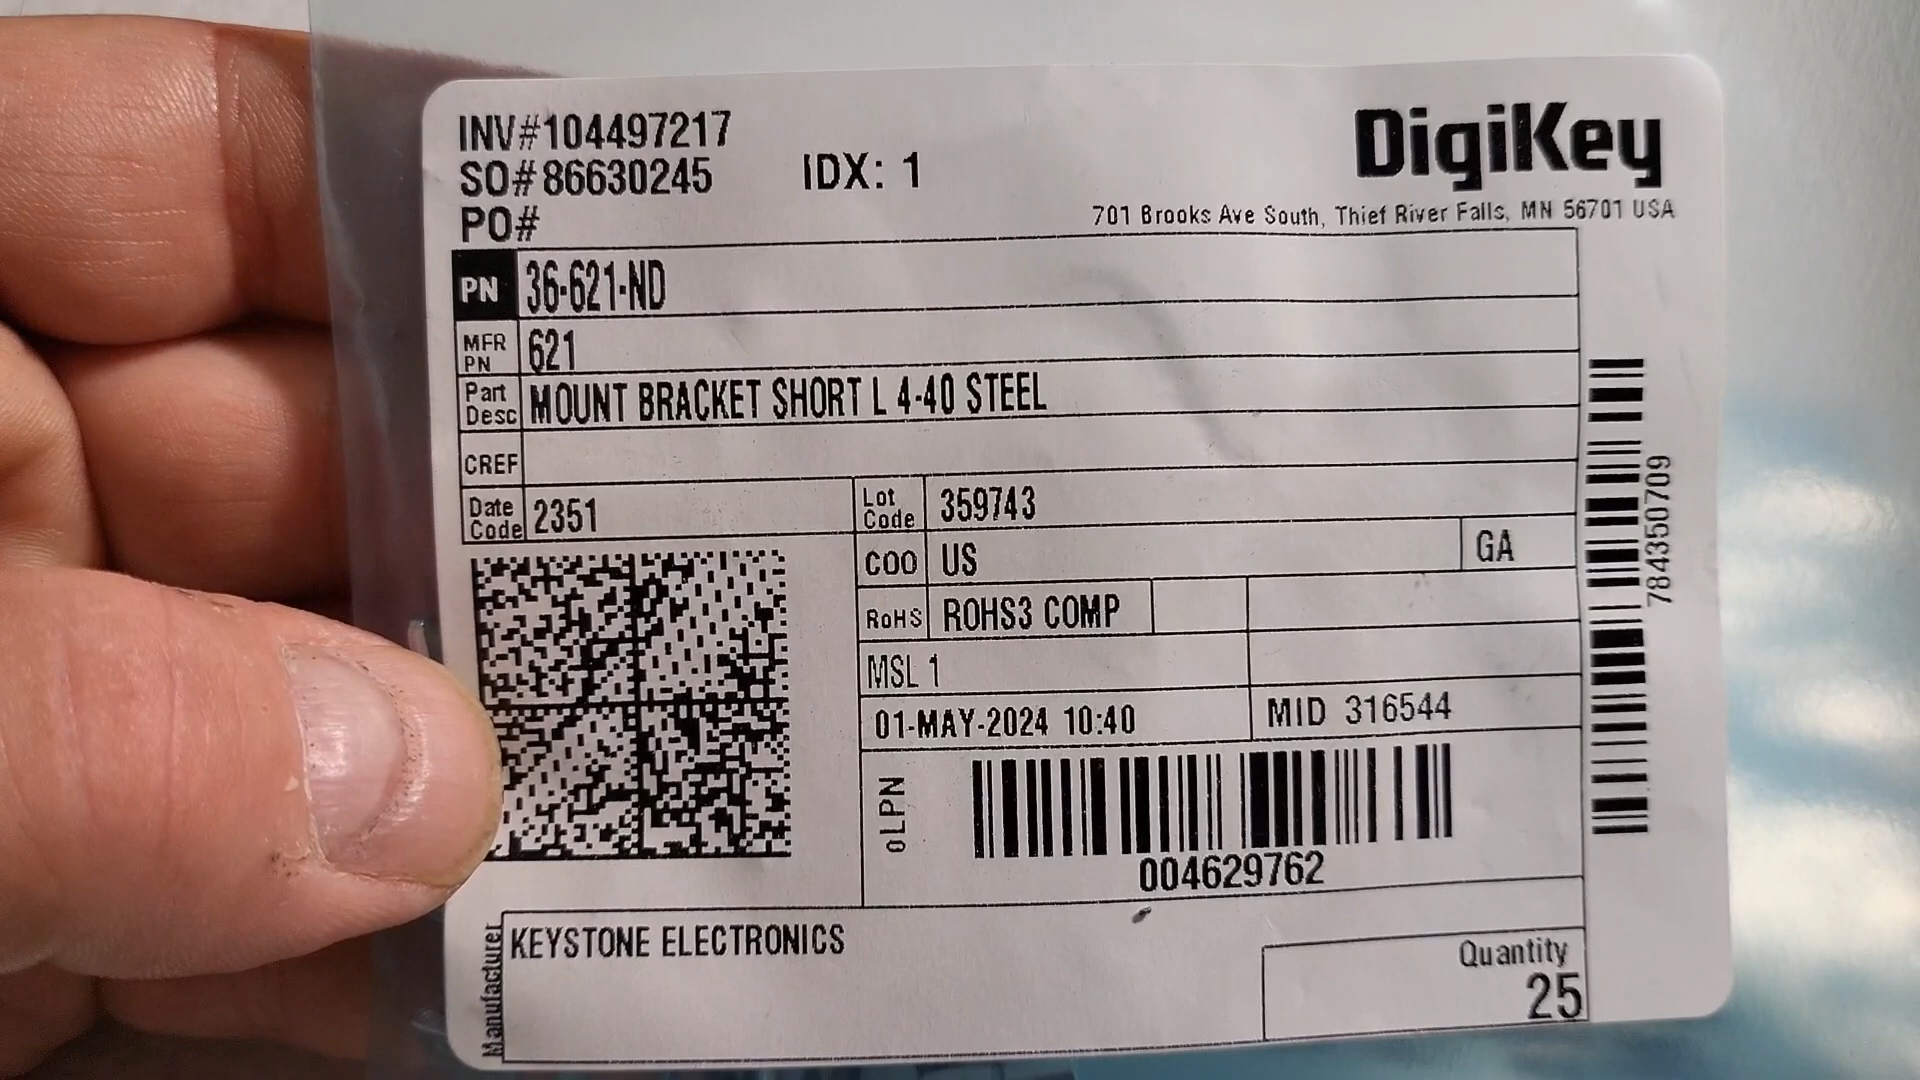 INV#104497217
SO#86630245 IDX: 1
PO#
DigiKey
701 Brooks Ave South, Thief River Falls, MN 56701 USA
PN 36-621-ND
MFR PN 621
Part Desc MOUNT BRACKET SHORT L 4-40 STEEL
CREF
Date Code 2351 Lot Code 359743
COO US GA
RoHS ROHS3 COMP
MSL 1
01-MAY-2024 10:40 MID 316544
oLPN
004629762
784350709
Manufacturer KEYSTONE ELECTRONICS
Quantity
25